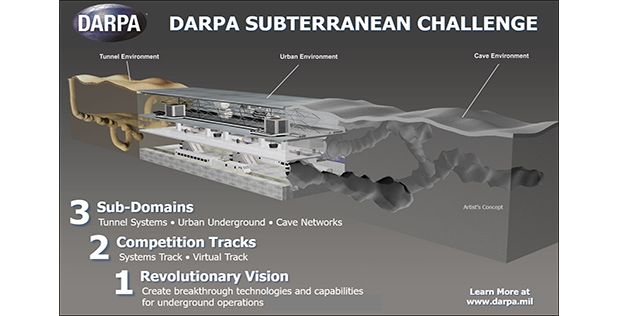 DARPA
DARPA SUBTERRANEAN CHALLENGE
Tunnel Environment
Urban Environment
Cave Environment
3 Sub-Domains
Tunnel Systems • Urban Underground • Cave Networks
Artist's Concept
2 Competition Tracks
Systems Track • Virtual Track
1 Revolutionary Vision
Create breakthrough technologies and capabilities
for underground operations
Learn More at
www.darpa.mil